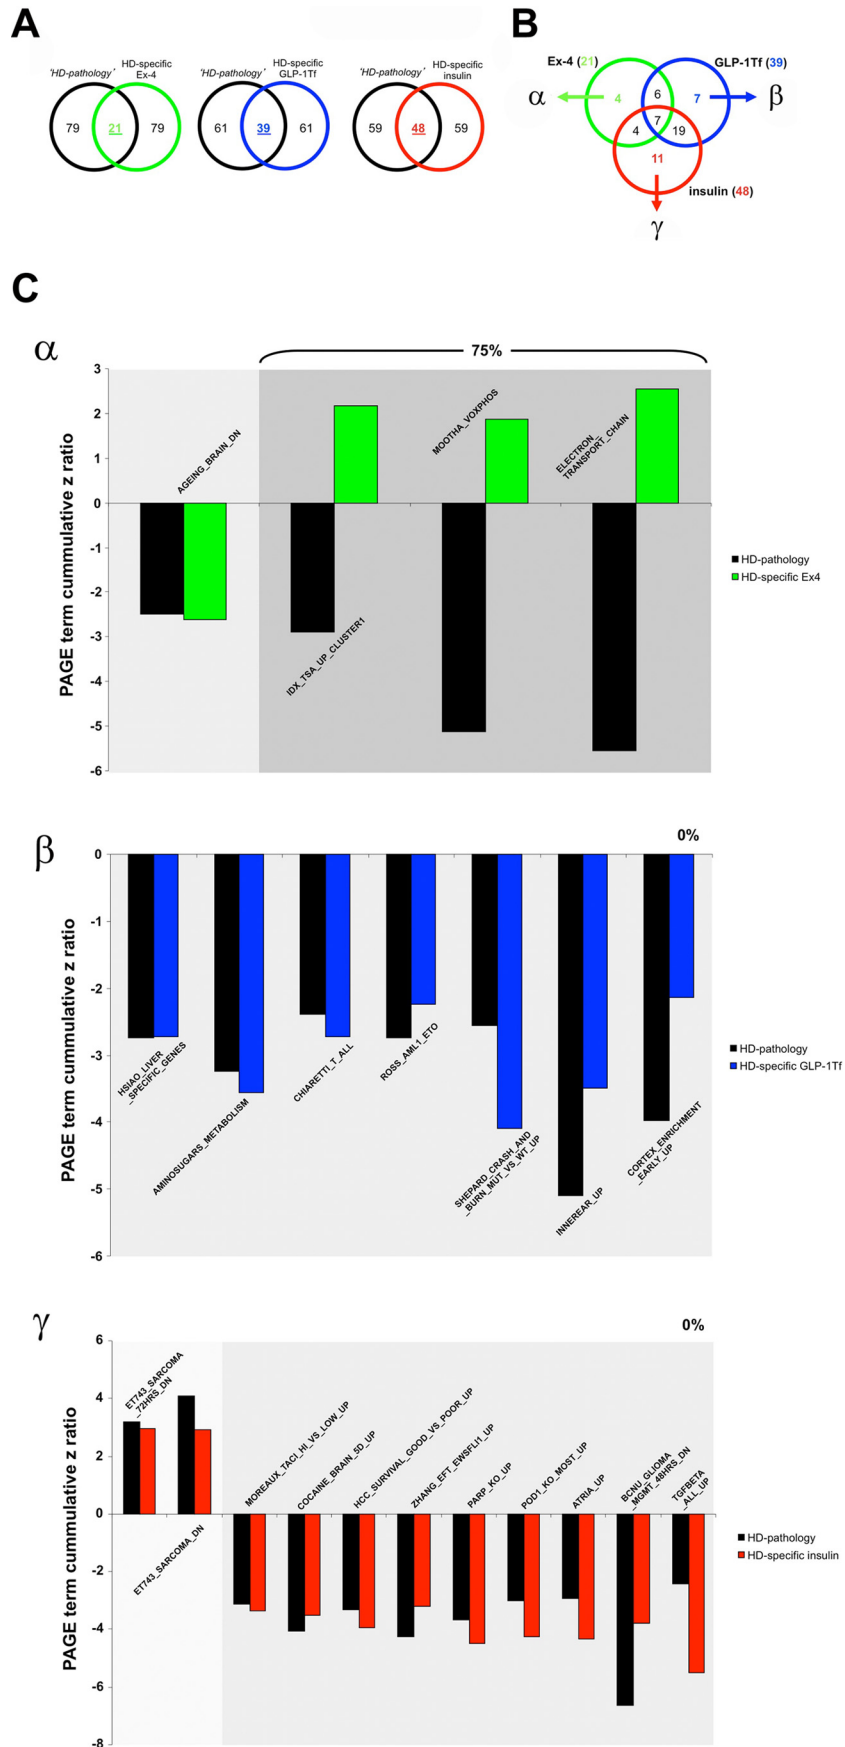 A
'HD-pathology'
HD-specific
Ex-4
79
21
79
'HD-pathology'
HD-specific
GLP-1Tf
61
39
61
'HD-pathology'
HD-specific
insulin
59
48
59
B
Ex-4 (21)
GLP-1Tf (39)
α
4
6
7
β
7
4
19
11
insulin (48)
γ
C
α
75%
PAGE term cummulative z ratio
3
2
1
0
-1
-2
-3
-4
-5
-6
AGEING_BRAIN_DN
IDX_TSA_UP_CLUSTER1
MOOTHA_VOXPHOS
ELECTRON_
TRANSPORT_CHAIN
HD-pathology
HD-specific Ex4
β
0%
PAGE term cummulative z ratio
0
-1
-2
-3
-4
-5
-6
HSIAO_LIVER
_SPECIFIC_GENES
AMINOSUGARS_METABOLISM
CHIARETTI_T_ALL
ROSS_AML1_ETO
SHEPARD_CRASH_AND
_BURN_MUT_VS_WT_UP
INNEREAR_UP
CORTEX_ENRICHMENT
_EARLY_UP
HD-pathology
HD-specific GLP-1Tf
γ
0%
PAGE term cummulative z ratio
6
4
2
0
-2
-4
-6
-8
ET743_SARCOMA
_72HRS_DN
ET743_SARCOMA_DN
MOREAUX_TACI_HI_VS_LOW_UP
COCAINE_BRAIN_5D_UP
HCC_SURVIVAL_GOOD_VS_POOR_UP
ZHANG_EFT_EWSFLI1_UP
PARP_KO_UP
POD1_KO_MOST_UP
ATRIA_UP
BCNU_GLIOMA
_MGMT_48HRS_DN
TGFBETA
_ALL_UP
HD-pathology
HD-specific insulin